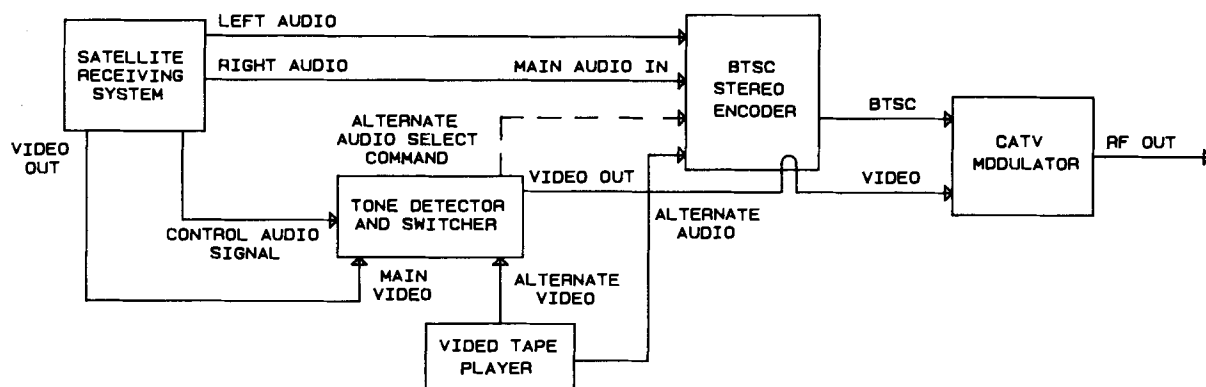 LEFT AUDIO
SATELLITE
RECEIVING
SYSTEM
RIGHT AUDIO
MAIN AUDIO IN
BTSC
STEREO
ENCODER
BTSC
CATV
MODULATOR
RF OUT
VIDEO
OUT
ALTERNATE
AUDIO SELECT
COMMAND
VIDEO OUT
VIDEO
TONE DETECTOR
AND SWITCHER
ALTERNATE
AUDIO
CONTROL AUDIO
SIGNAL
MAIN
VIDEO
ALTERNATE
VIDEO
VIDEO TAPE
PLAYER